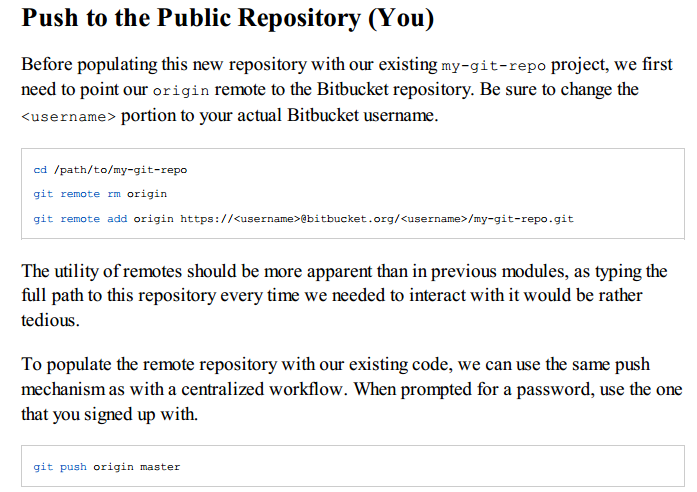 Push to the Public Repository (You)
Before populating this new repository with our existing my-git-repo project, we first
need to point our origin remote to the Bitbucket repository. Be sure to change the
<username> portion to your actual Bitbucket username.
cd /path/to/my-git-repo
git remote rm origin
git remote add origin https://<username>@bitbucket.org/<username>/my-git-repo.git
The utility of remotes should be more apparent than in previous modules, as typing the
full path to this repository every time we needed to interact with it would be rather
tedious.
To populate the remote repository with our existing code, we can use the same push
mechanism as with a centralized workflow. When prompted for a password, use the one
that you signed up with.
git push origin master